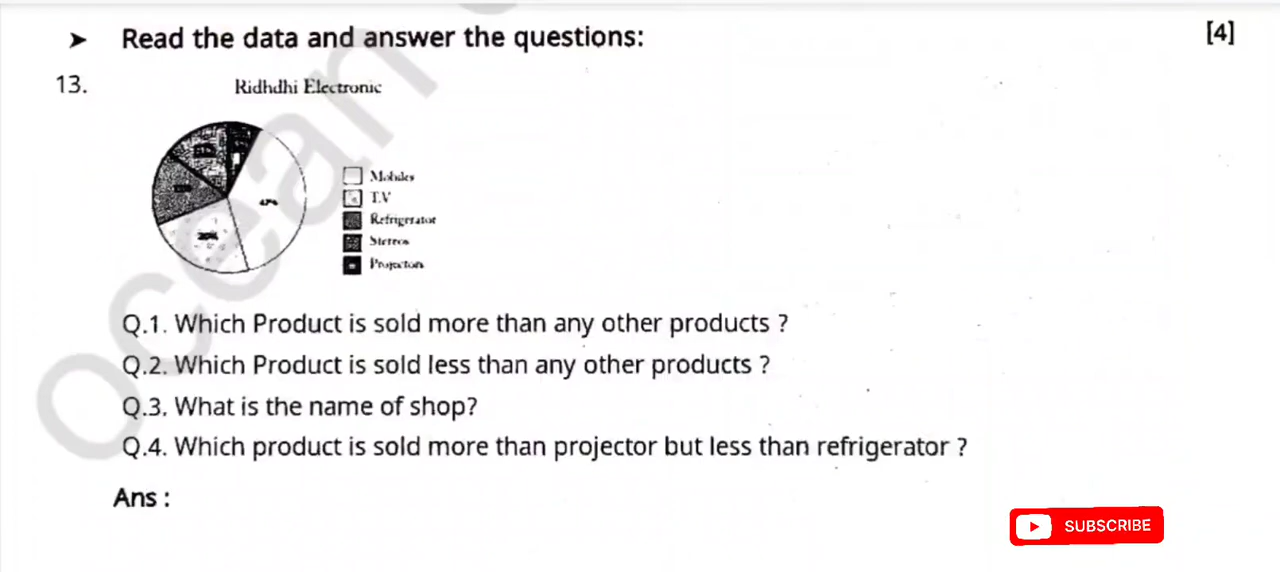 ➤ Read the data and answer the questions: [4]
13. Ridhdhi Electronic
Mobiles
T.V
Refrigerator
Stereos
Projectors
Q.1. Which Product is sold more than any other products ?
Q.2. Which Product is sold less than any other products ?
Q.3. What is the name of shop?
Q.4. Which product is sold more than projector but less than refrigerator ?
Ans :
SUBSCRIBE
ocean